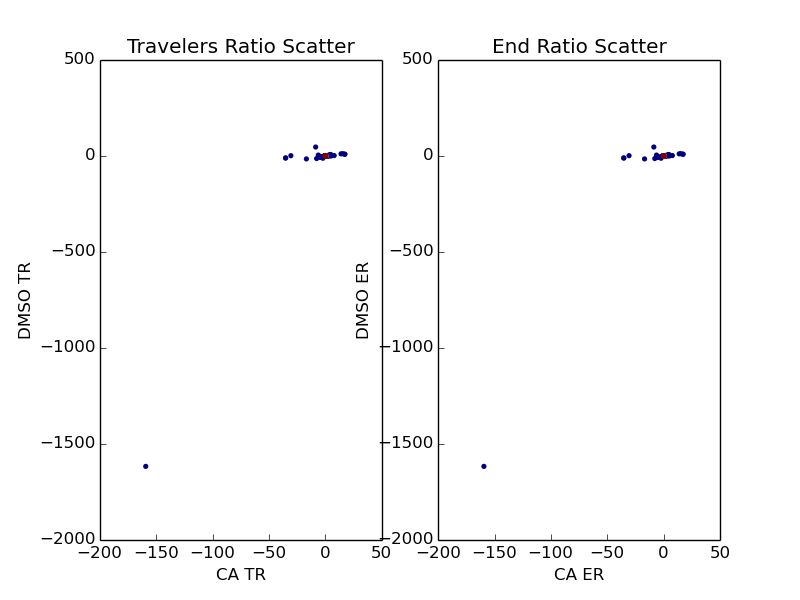 Travelers Ratio Scatter
500
0
−500
−1000
−1500
−2000
DMSO TR
−200 −150 −100 −50 0 50
CA TR
End Ratio Scatter
500
0
−500
−1000
−1500
−2000
DMSO ER
−200 −150 −100 −50 0 50
CA ER